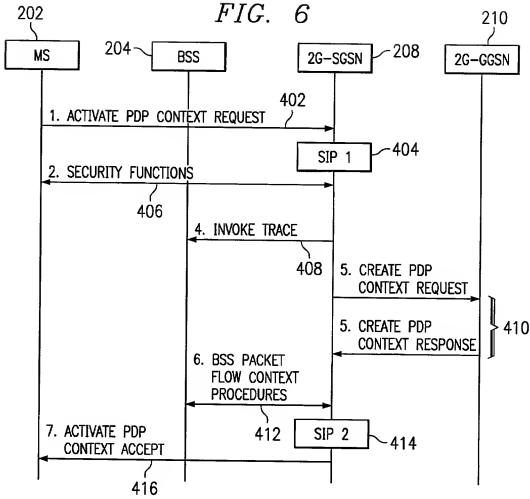 FIG. 6
202
204
208
210
MS
BSS
2G-SGSN
2G-GGSN
1. ACTIVATE PDP CONTEXT REQUEST
402
SIP 1
404
2. SECURITY FUNCTIONS
406
4. INVOKE TRACE
408
5. CREATE PDP
CONTEXT REQUEST
410
5. CREATE PDP
CONTEXT RESPONSE
6. BSS PACKET
FLOW CONTEXT
PROCEDURES
412
SIP 2
414
7. ACTIVATE PDP
CONTEXT ACCEPT
416